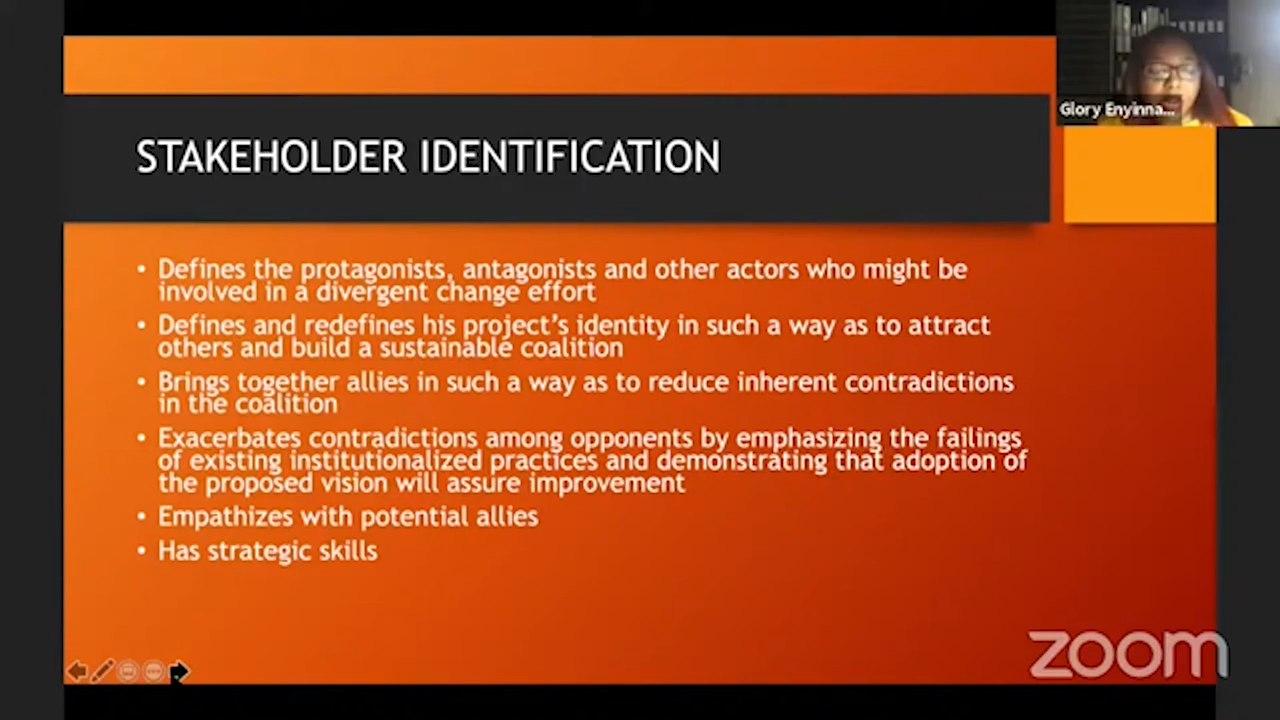 Glory Enyinna...
STAKEHOLDER IDENTIFICATION
• Defines the protagonists, antagonists and other actors who might be
involved in a divergent change effort
• Defines and redefines his project's identity in such a way as to attract
others and build a sustainable coalition
• Brings together allies in such a way as to reduce inherent contradictions
in the coalition
• Exacerbates contradictions among opponents by emphasizing the failings
of existing institutionalized practices and demonstrating that adoption of
the proposed vision will assure improvement
• Empathizes with potential allies
• Has strategic skills
zoom